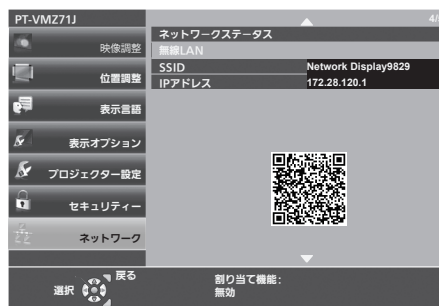 PT-VMZ71J
4/
映像調整
位置調整
表示言語
表示オプション
プロジェクター設定
セキュリティー
ネットワーク
ネットワークステータス
無線LAN
SSID Network Display9829
IPアドレス 172.28.120.1
選択
戻る
割り当て機能:
無効